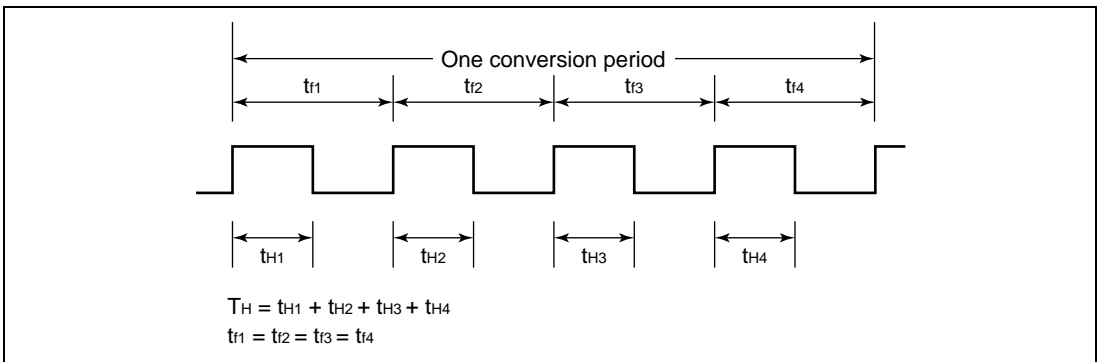 One conversion period
tf1 tf2 tf3 tf4
tH1 tH2 tH3 tH4
TH = tH1 + tH2 + tH3 + tH4
tf1 = tf2 = tf3 = tf4